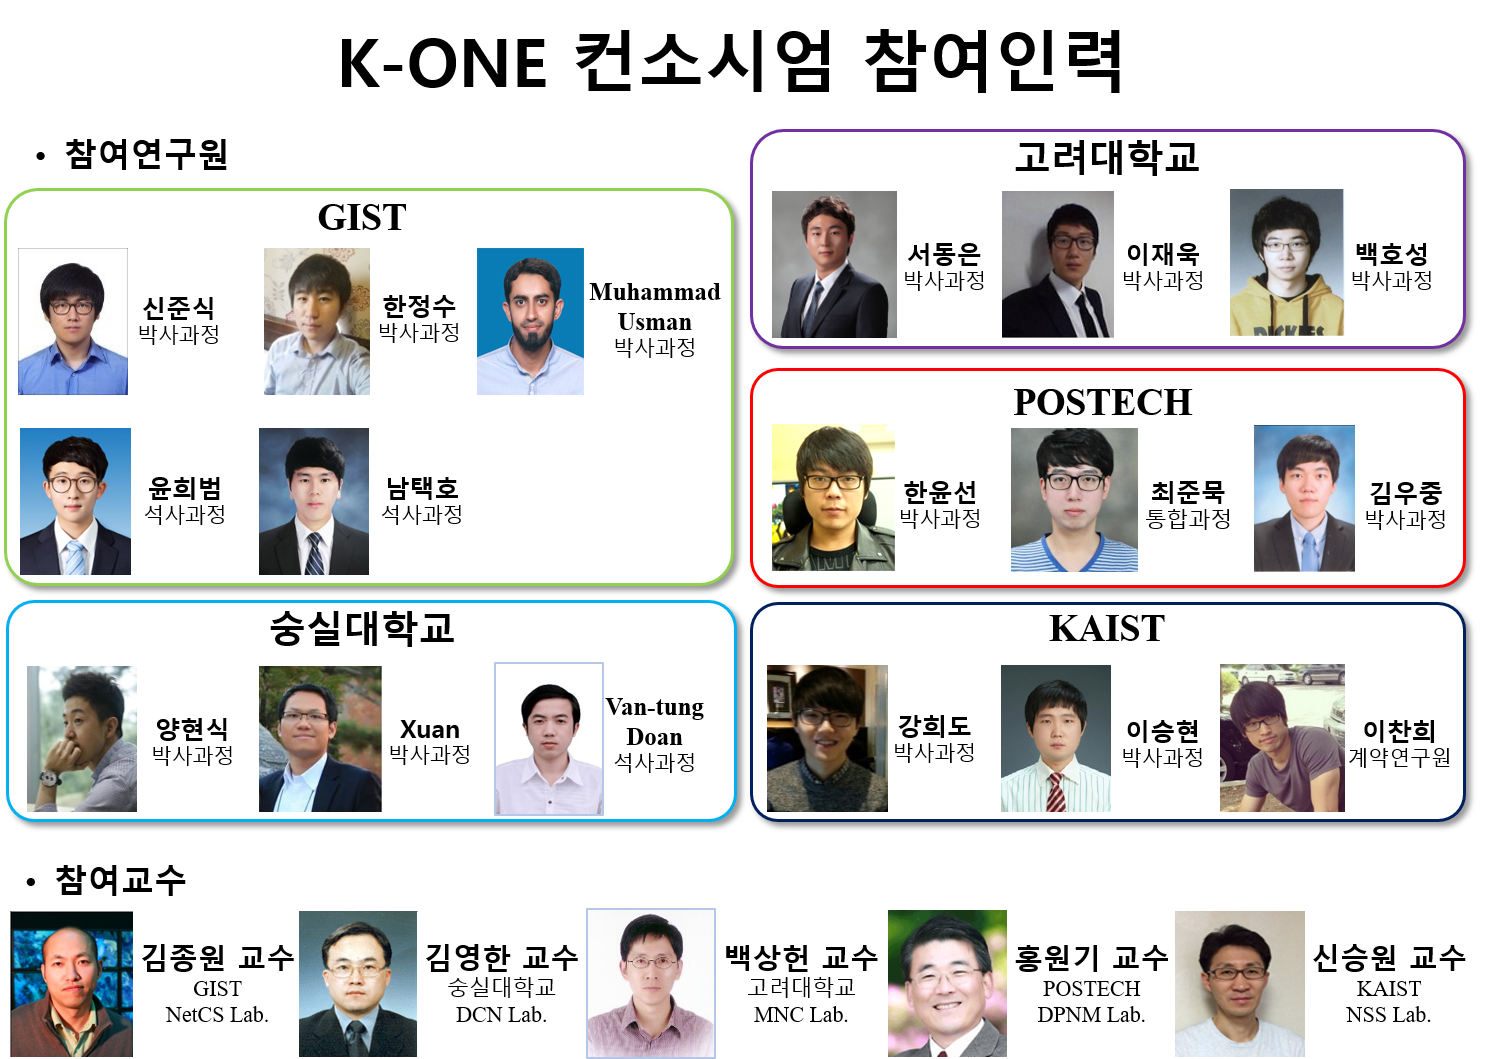 K-ONE 컨소시엄 참여인력
• 참여연구원
GIST
신준식
박사과정
한정수
박사과정
Muhammad
Usman
박사과정
윤희범
석사과정
남택호
석사과정
고려대학교
서동은
박사과정
이재욱
박사과정
백호성
박사과정
DICKIES
POSTECH
한윤선
박사과정
최준묵
통합과정
김우중
박사과정
숭실대학교
양현식
박사과정
Xuan
박사과정
Van-tung
Doan
석사과정
KAIST
강희도
박사과정
이승현
박사과정
이찬희
계약연구원
• 참여교수
김종원 교수
GIST
NetCS Lab.
김영한 교수
숭실대학교
DCN Lab.
백상헌 교수
고려대학교
MNC Lab.
홍원기 교수
POSTECH
DPNM Lab.
신승원 교수
KAIST
NSS Lab.